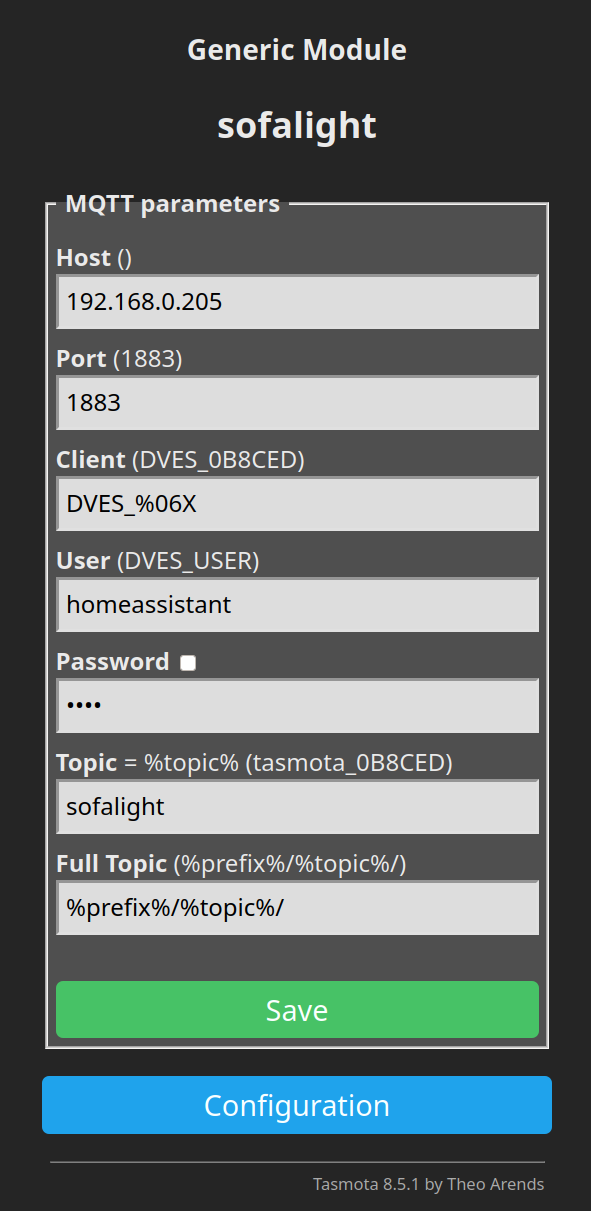 Generic Module
sofalight
MQTT parameters
Host ()
192.168.0.205
Port (1883)
1883
Client (DVES_0B8CED)
DVES_%06X
User (DVES_USER)
homeassistant
Password
••••
Topic = %topic% (tasmota_0B8CED)
sofalight
Full Topic (%prefix%/%topic%/)
%prefix%/%topic%/
Save
Configuration
Tasmota 8.5.1 by Theo Arends